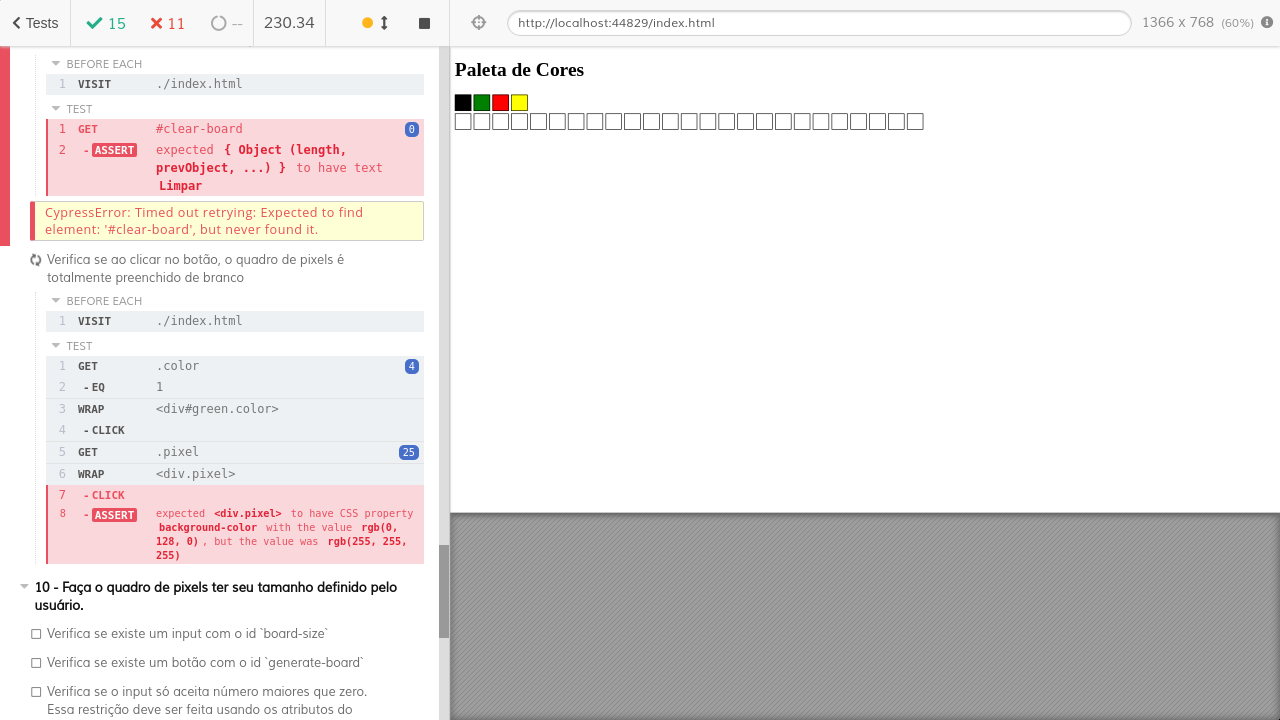 Tests
15
11
--
230.34
http://localhost:44829/index.html
1366 x 768 (60%)
BEFORE EACH
1 VISIT ./index.html
TEST
1 GET #clear-board 0
2 - ASSERT expected { Object (length,
prevObject, ...) } to have text
Limpar
CypressError: Timed out retrying: Expected to find
element: '#clear-board', but never found it.
Verifica se ao clicar no botão, o quadro de pixels é
totalmente preenchido de branco
BEFORE EACH
1 VISIT ./index.html
TEST
1 GET .color 4
2 - EQ 1
3 WRAP <div#green.color>
4 - CLICK
5 GET .pixel 25
6 WRAP <div.pixel>
7 - CLICK
8 - ASSERT expected <div.pixel> to have CSS property
background-color with the value rgb(0,
128, 0) , but the value was rgb(255, 255,
255)
10 - Faça o quadro de pixels ter seu tamanho definido pelo
usuário.
Verifica se existe um input com o id `board-size`
Verifica se existe um botão com o id `generate-board`
Verifica se o input só aceita número maiores que zero.
Essa restrição deve ser feita usando os atributos do
Paleta de Cores